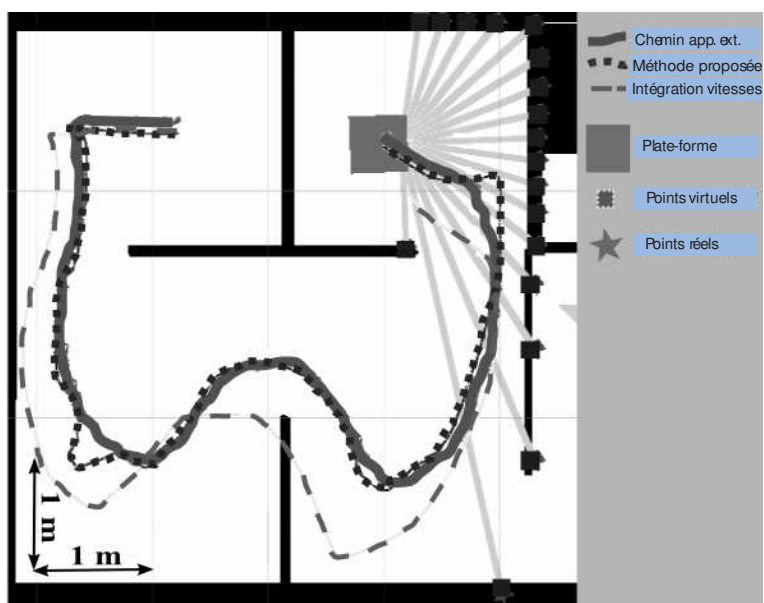 Chemin app. ext.
Méthode proposée
Intégration vitesses
Plate-forme
Points virtuels
Points réels
1 m
1 m